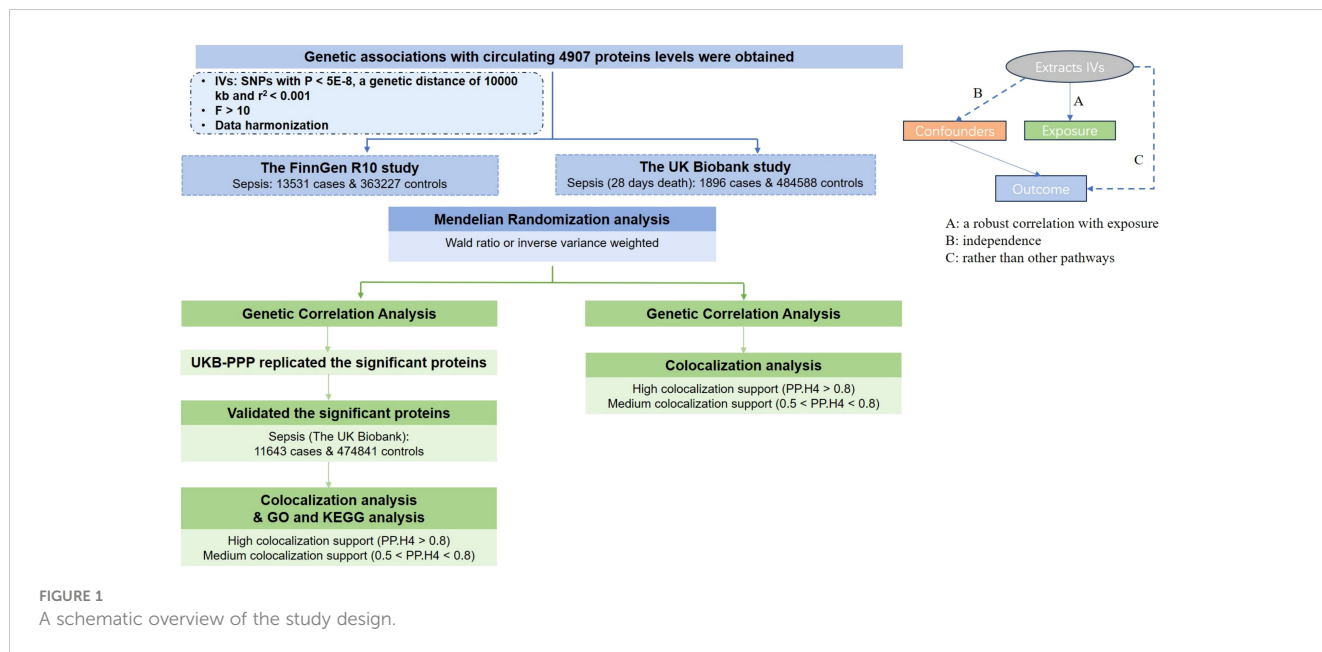 Genetic associations with circulating 4907 proteins levels were obtained
• IVs: SNPs with P < 5E-8, a genetic distance of 10000
kb and r² < 0.001
• F > 10
• Data harmonization
The FinnGen R10 study
Sepsis: 13531 cases & 363227 controls
The UK Biobank study
Sepsis (28 days death): 1896 cases & 484588 controls
Mendelian Randomization analysis
Wald ratio or inverse variance weighted
Genetic Correlation Analysis
UKB-PPP replicated the significant proteins
Validated the significant proteins
Sepsis (The UK Biobank):
11643 cases & 474841 controls
Colocalization analysis
& GO and KEGG analysis
High colocalization support (PP.H4 > 0.8)
Medium colocalization support (0.5 < PP.H4 < 0.8)
Genetic Correlation Analysis
Colocalization analysis
High colocalization support (PP.H4 > 0.8)
Medium colocalization support (0.5 < PP.H4 < 0.8)
Extracts IVs
B
A
Confounders
Exposure
C
Outcome
A: a robust correlation with exposure
B: independence
C: rather than other pathways
FIGURE 1
A schematic overview of the study design.